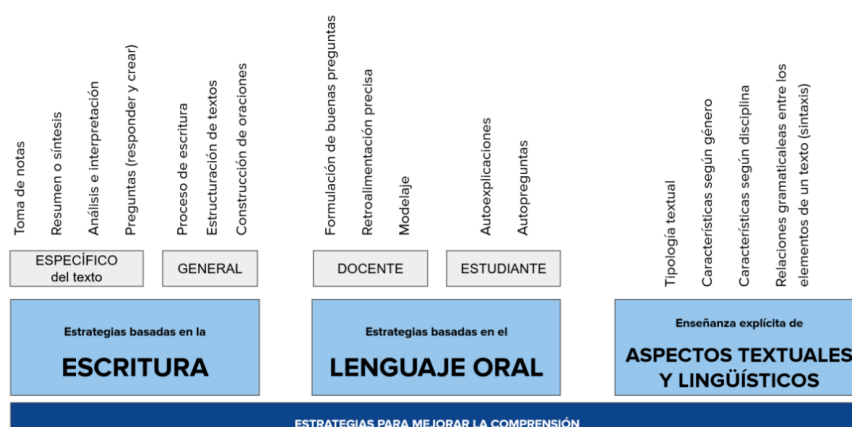 Toma de notas
Resumen o síntesis
Análisis e interpretación
Preguntas (responder y crear)
Proceso de escritura
Estructuración de textos
Construcción de oraciones
Formulación de buenas preguntas
Retroalimentación precisa
Modelaje
Autoexplicaciones
Autopreguntas
Tipología textual
Características según género
Características según disciplina
Relaciones gramaticaleas entre los
elementos de un texto (sintaxis)
ESPECÍFICO
del texto
GENERAL
DOCENTE
ESTUDIANTE
Estrategias basadas en la
ESCRITURA
Estrategias basadas en el
LENGUAJE ORAL
Enseñanza explícita de
ASPECTOS TEXTUALES
Y LINGÜÍSTICOS
ESTRATEGIAS PARA MEJORAR LA COMPRENSIÓN